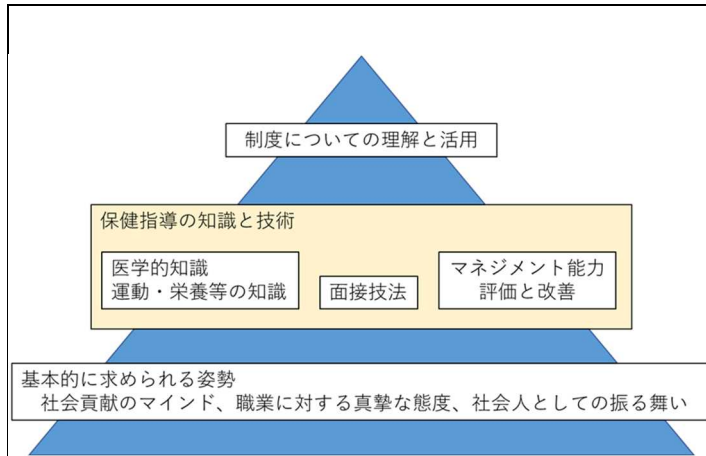 制度についての理解と活用
保健指導の知識と技術
医学的知識
運動・栄養等の知識
面接技法
マネジメント能力
評価と改善
基本的に求められる姿勢
社会貢献のマインド、職業に対する真摯な態度、社会人としての振る舞い